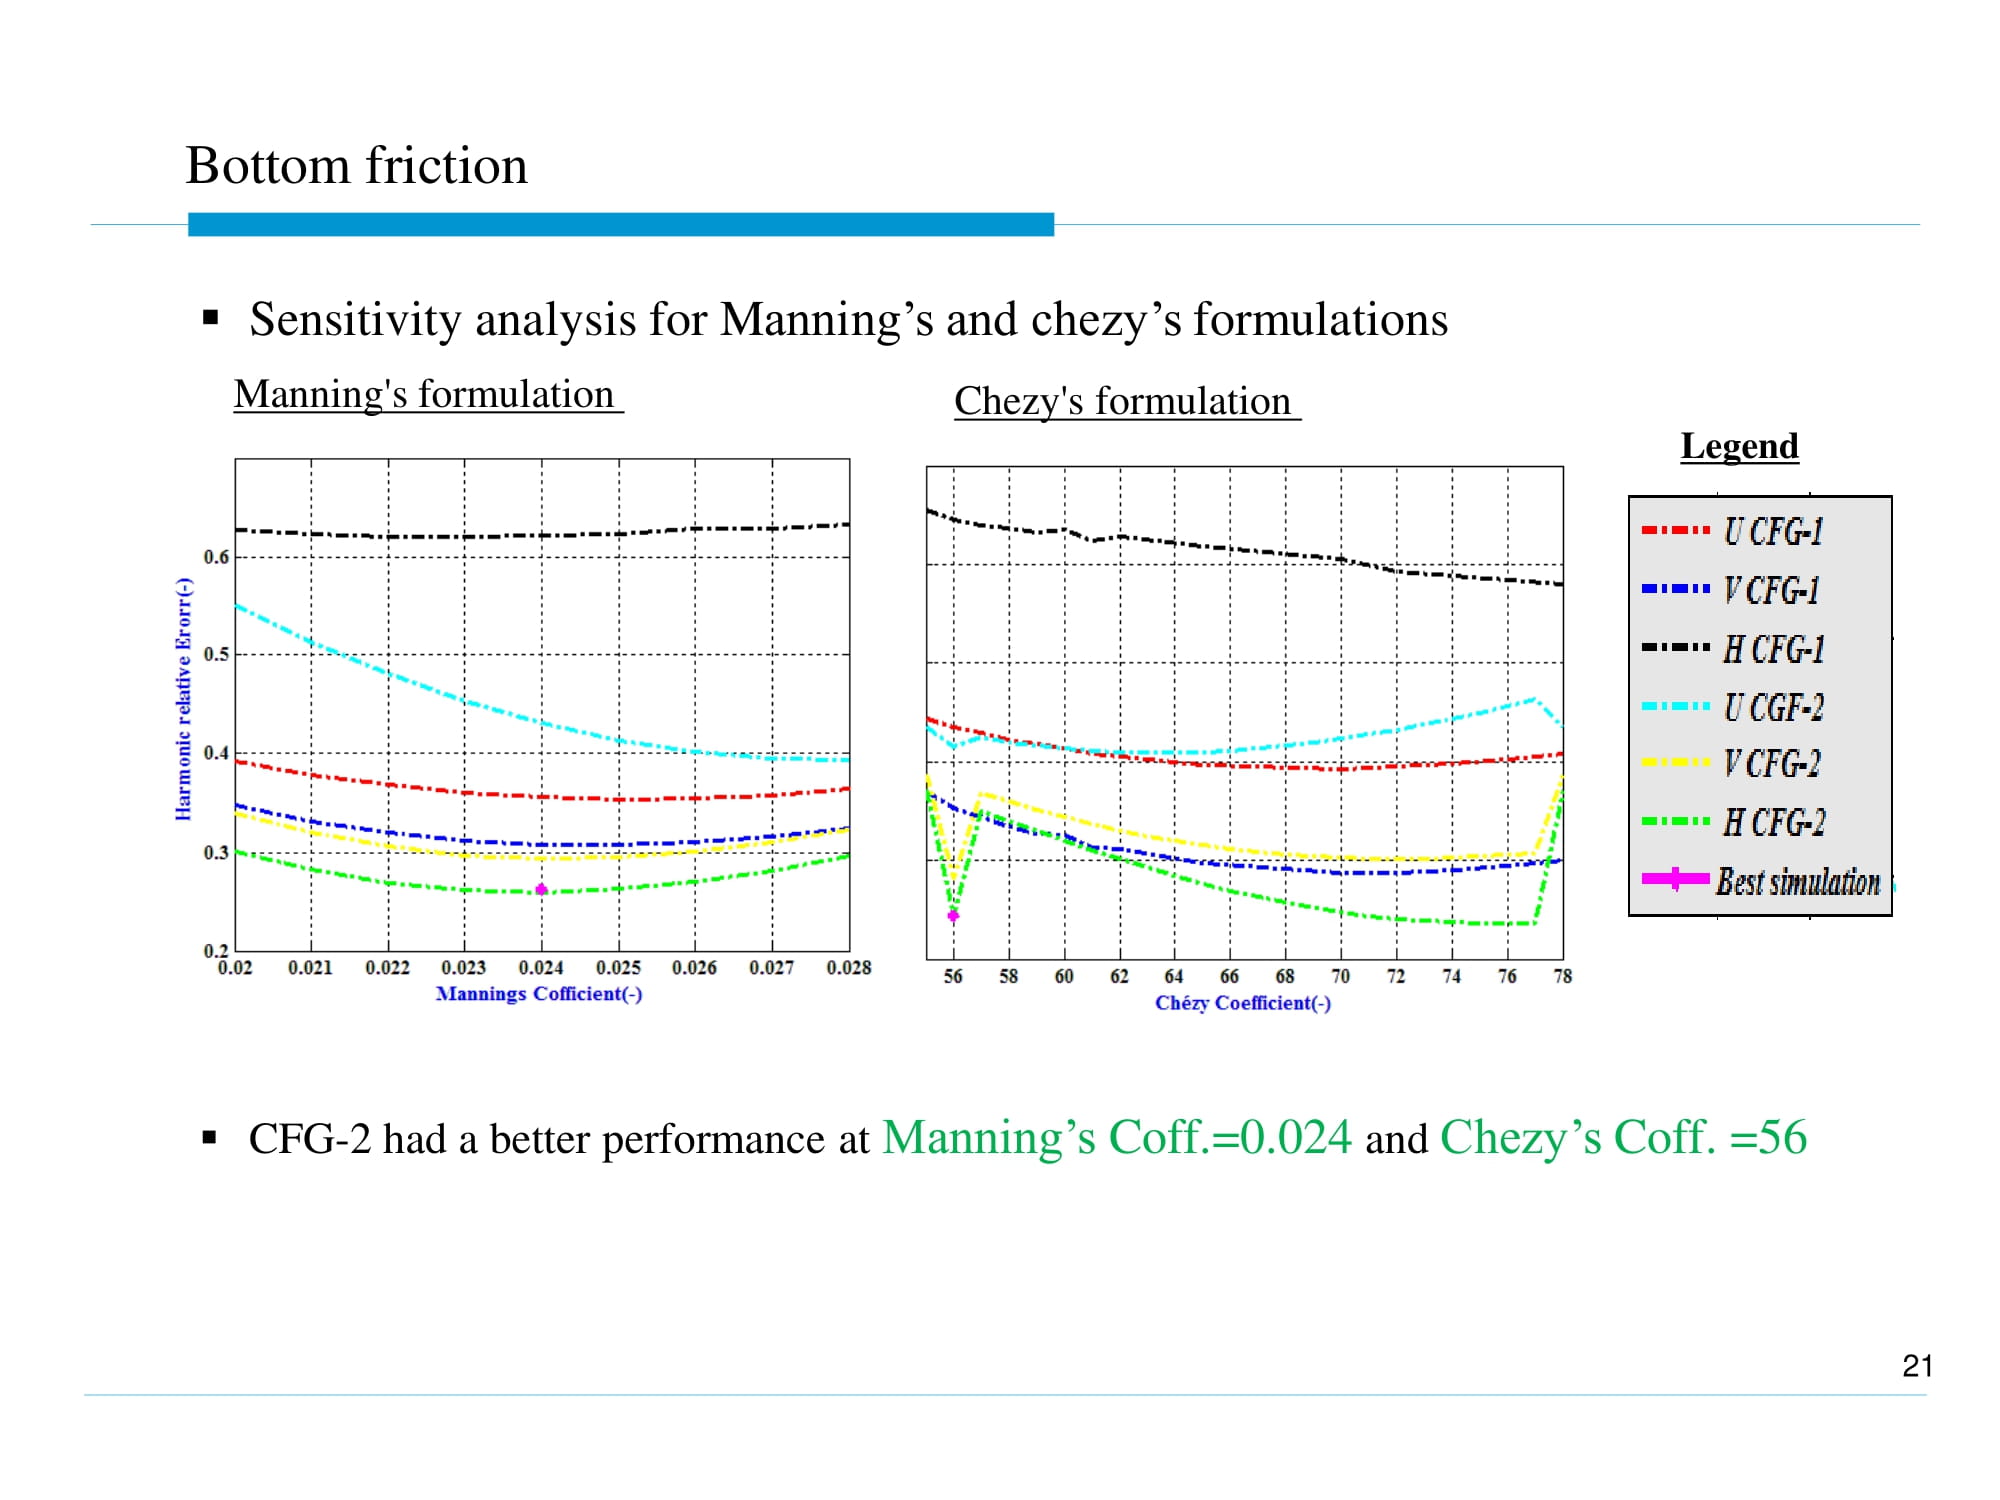 Bottom friction
▪ Sensitivity analysis for Manning’s and chezy’s formulations
Manning's formulation
Chezy's formulation
Legend
U CFG-1
V CFG-1
H CFG-1
U CGF-2
V CFG-2
H CFG-2
Best simulation
Harmonic relative Erorr(-)
0.6
0.5
0.4
0.3
0.2
0.02 0.021 0.022 0.023 0.024 0.025 0.026 0.027 0.028
Mannings Cofficient(-)
56 58 60 62 64 66 68 70 72 74 76 78
Chézy Coefficient(-)
▪ CFG-2 had a better performance at Manning’s Coff.=0.024 and Chezy’s Coff. =56
21